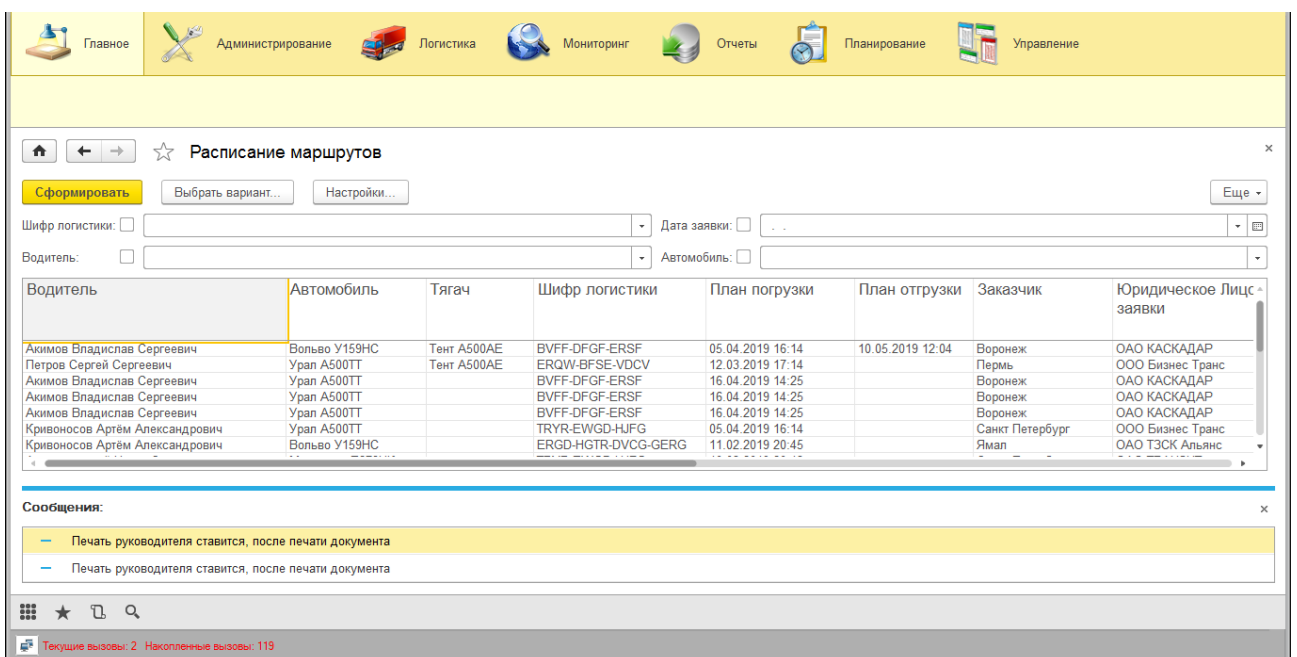 Главное Администрирование Логистика Мониторинг Отчеты Планирование Управление
Расписание маршрутов
Сформировать Выбрать вариант... Настройки... Еще
Шифр логистики: Дата заявки: . .
Водитель: Автомобиль:
Водитель Автомобиль Тягач Шифр логистики План погрузки План отгрузки Заказчик Юридическое Лицо
заявки
Акимов Владислав Сергеевич Вольво У159НС Тент А500АЕ BVFF-DFGF-ERSF 05.04.2019 16:14 10.05.2019 12:04 Воронеж ОАО КАСКАДАР
Петров Сергей Сергеевич Урал А500ТТ Тент А500АЕ ERQW-BFSE-VDCV 12.03.2019 17:14 Пермь ООО Бизнес Транс
Акимов Владислав Сергеевич Урал А500ТТ BVFF-DFGF-ERSF 16.04.2019 14:25 Воронеж ОАО КАСКАДАР
Акимов Владислав Сергеевич Урал А500ТТ BVFF-DFGF-ERSF 16.04.2019 14:25 Воронеж ОАО КАСКАДАР
Акимов Владислав Сергеевич Урал А500ТТ BVFF-DFGF-ERSF 16.04.2019 14:25 Воронеж ОАО КАСКАДАР
Кривоносов Артём Александрович Урал А500ТТ TRYR-EWGD-HJFG 05.04.2019 16:14 Санкт Петербург ООО Бизнес Транс
Кривоносов Артём Александрович Вольво У159НС ERGD-HGTR-DVCG-GERG 11.02.2019 20:45 Ямал ОАО ТЗСК Альянс
Сообщения:
Печать руководителя ставится, после печати документа
Печать руководителя ставится, после печати документа
Текущие вызовы: 2 Накопленные вызовы: 119